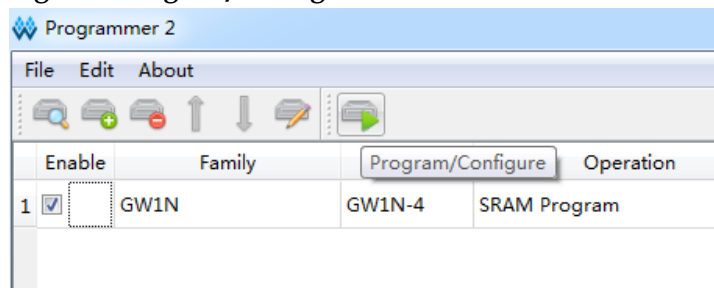 Programmer 2
File Edit About
Enable Family Program/Configure Operation
1 GW1N GW1N-4 SRAM Program